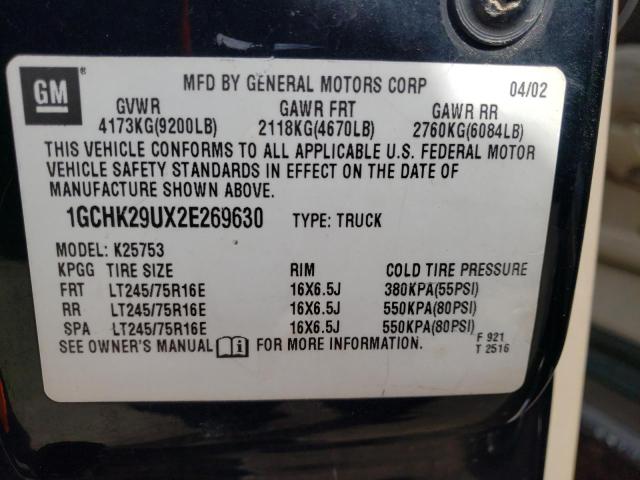 GM ® MFD BY GENERAL MOTORS CORP 04/02
GVWR GAWR FRT GAWR RR
4173KG(9200LB) 2118KG(4670LB) 2760KG(6084LB)
THIS VEHICLE CONFORMS TO ALL APPLICABLE U.S. FEDERAL MOTOR
VEHICLE SAFETY STANDARDS IN EFFECT ON THE DATE OF
MANUFACTURE SHOWN ABOVE.
1GCHK29UX2E269630 TYPE: TRUCK
MODEL: K25753
KPGG TIRE SIZE RIM COLD TIRE PRESSURE
FRT LT245/75R16E 16X6.5J 380KPA(55PSI)
RR LT245/75R16E 16X6.5J 550KPA(80PSI)
SPA LT245/75R16E 16X6.5J 550KPA(80PSI)
SEE OWNER'S MANUAL i FOR MORE INFORMATION. F 921
T 2516